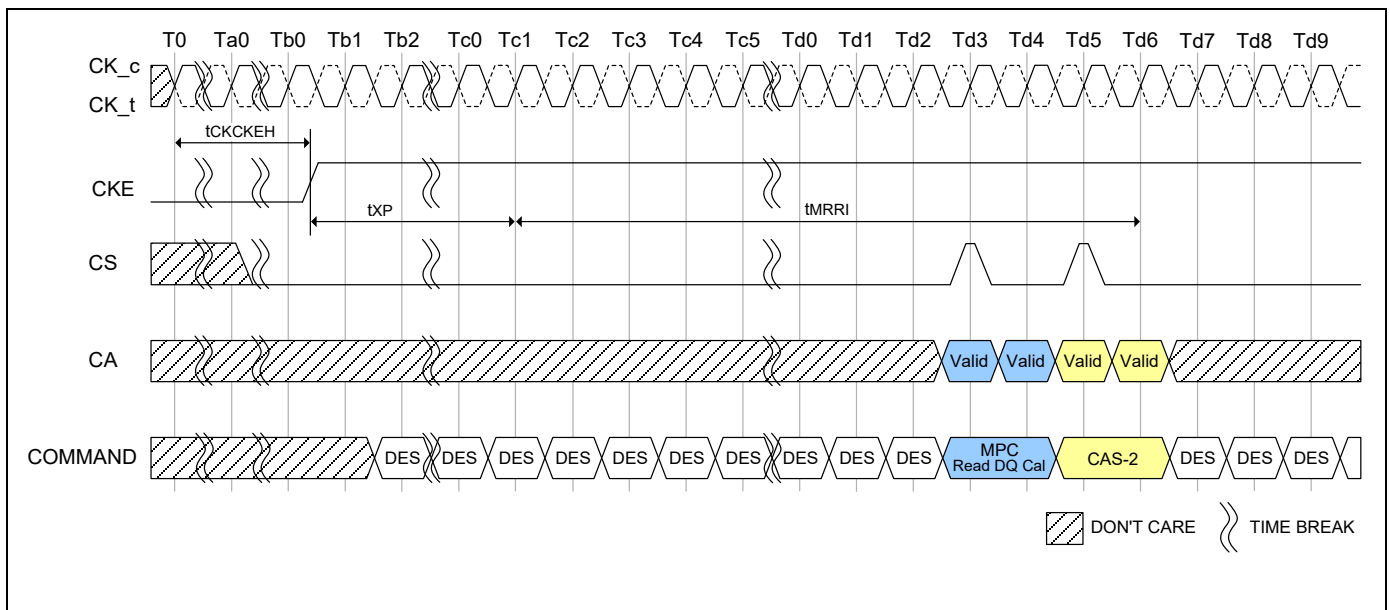 T0 Ta0 Tb0 Tb1 Tb2 Tc0 Tc1 Tc2 Tc3 Tc4 Tc5 Td0 Td1 Td2 Td3 Td4 Td5 Td6 Td7 Td8 Td9
CK_c
CK_t
tCKCKEH
CKE
tXP tMRRI
CS
CA Valid Valid Valid Valid
COMMAND DES DES DES DES DES DES DES DES DES DES MPC Read DQ Cal CAS-2 DES DES DES
DON'T CARE TIME BREAK